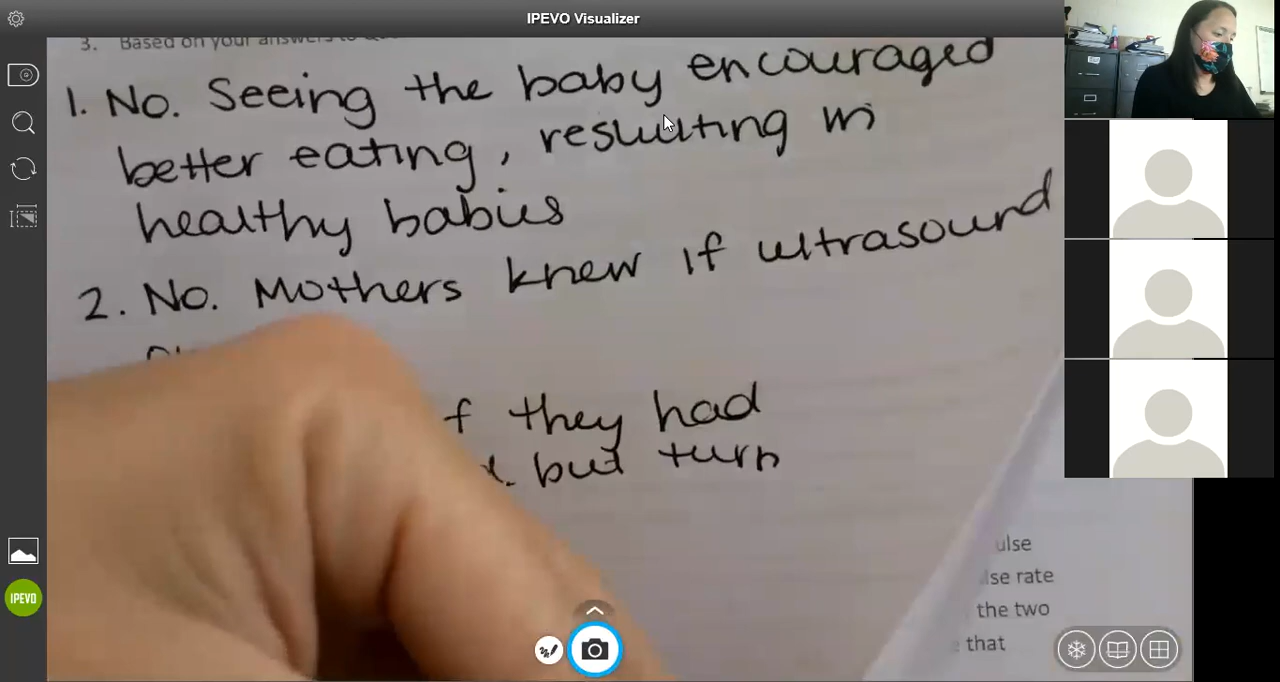 IPEVO Visualizer
3. Based on your answers to
1. No. Seeing the baby encouraged
better eating, resulting in
healthy babies
2. No. Mothers knew if ultrasound
if they had
but turn
ulse
lse rate
the two
that
IPEVO